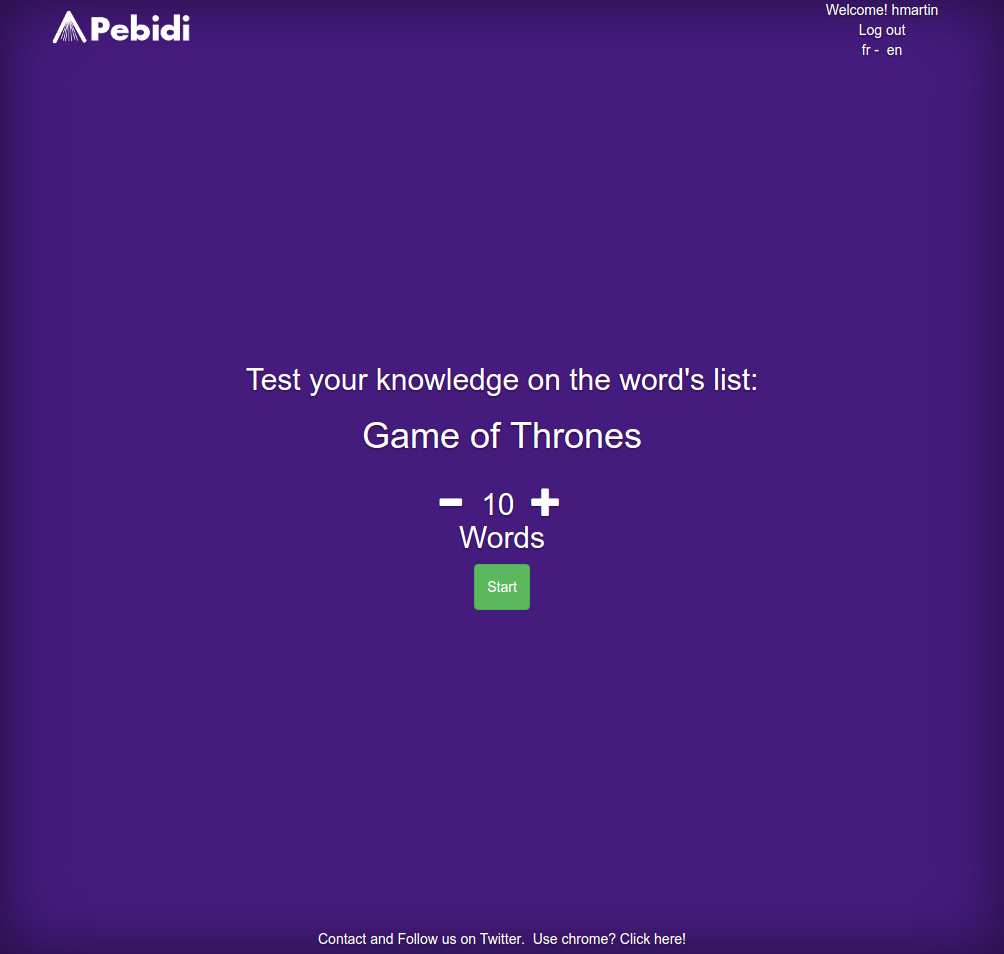 Pebidi
Welcome! hmartin
Log out
fr - en
Test your knowledge on the word's list:
Game of Thrones
10
Words
Start
Contact and Follow us on Twitter. Use chrome? Click here!